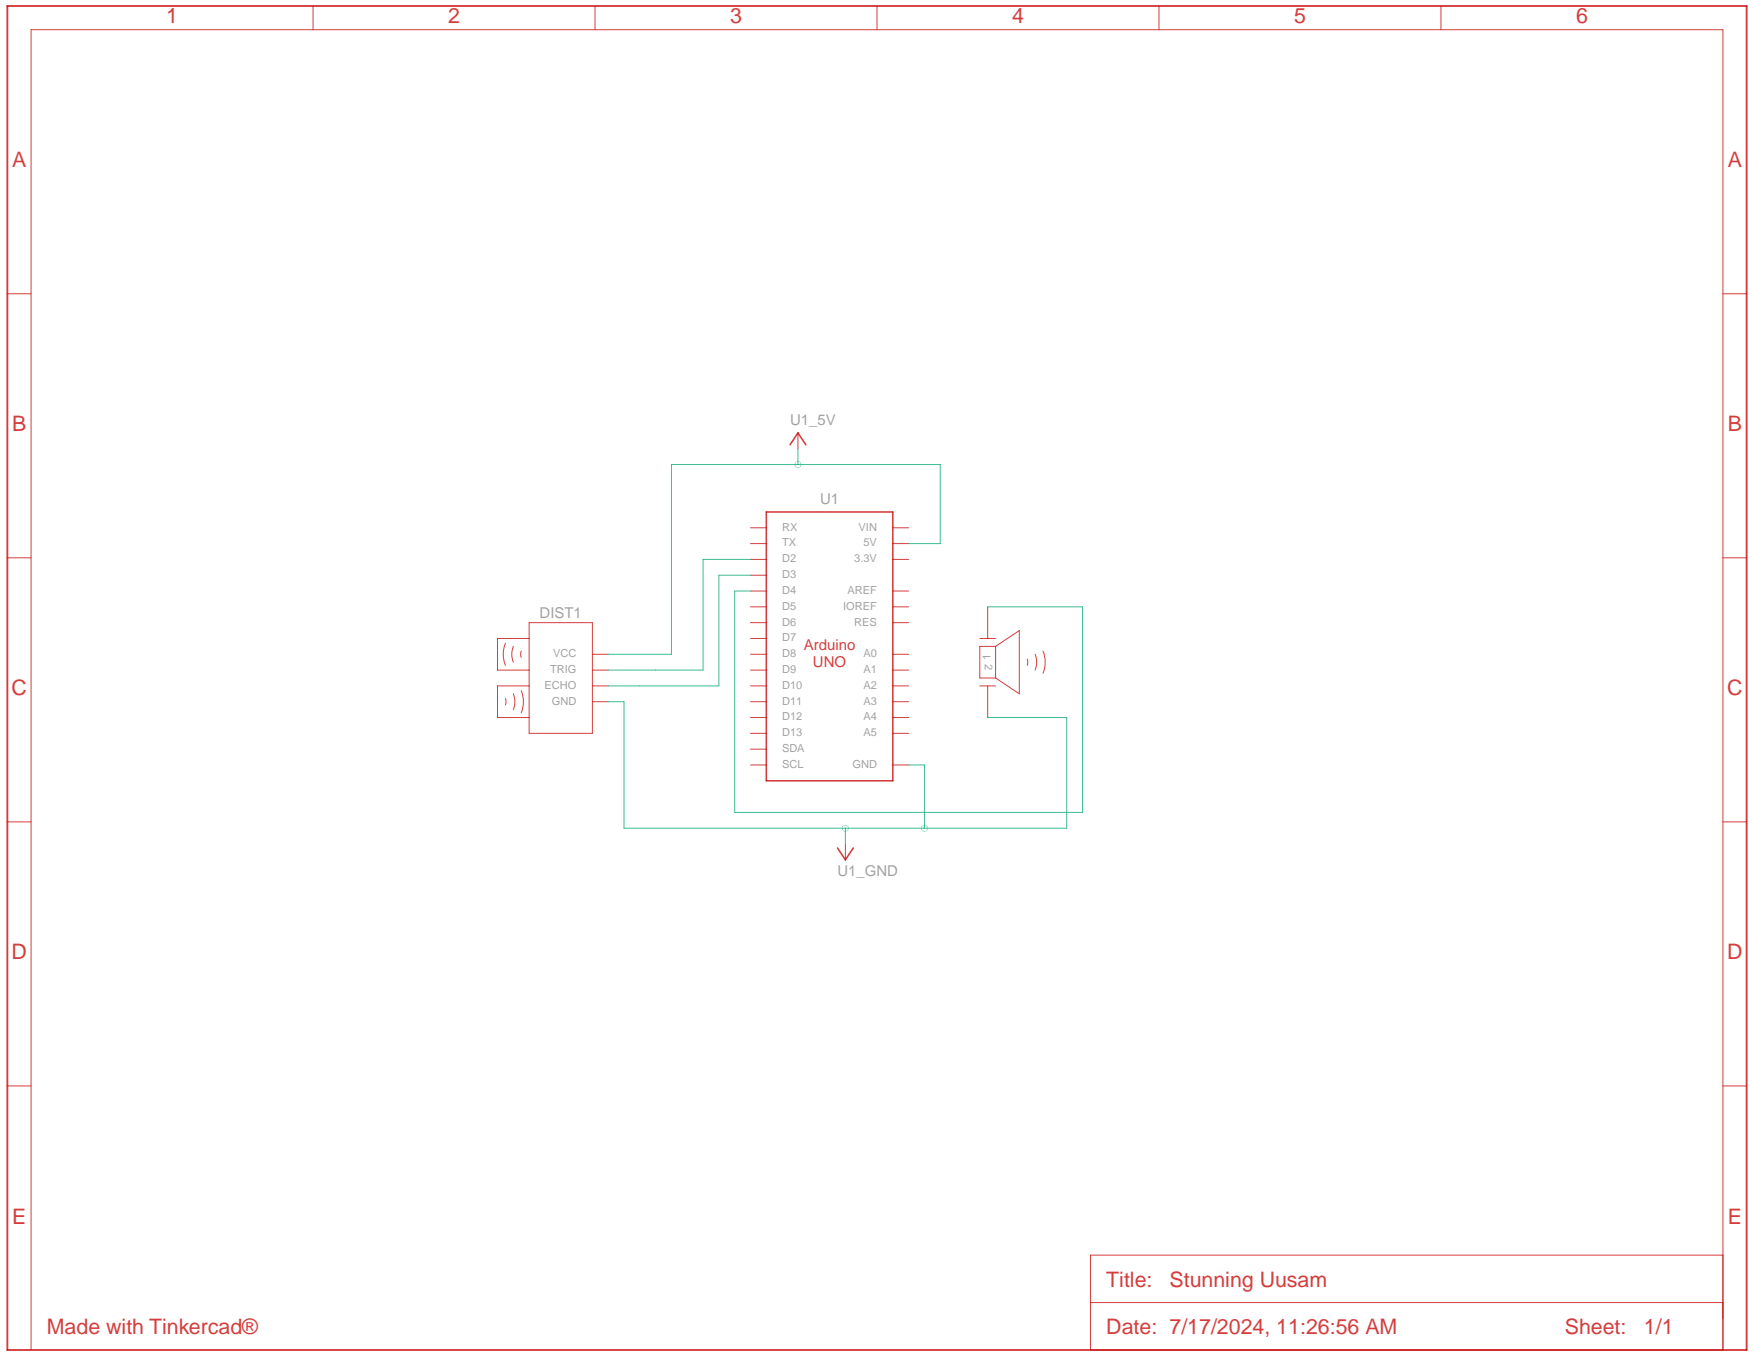 1 2 3 4 5 6
A A
B B
U1_5V
U1
RX VIN
TX 5V
D2 3.3V
D3
D4 AREF
D5 IOREF
D6 RES
D7
Arduino
UNO
D8 A0
D9 A1
D10 A2
D11 A3
D12 A4
D13 A5
SDA
SCL GND
DIST1
VCC
TRIG
ECHO
GND
1
2
C C
U1_GND
D D
E E
Title: Stunning Uusam
Date: 7/17/2024, 11:26:56 AM Sheet: 1/1
Made with Tinkercad®